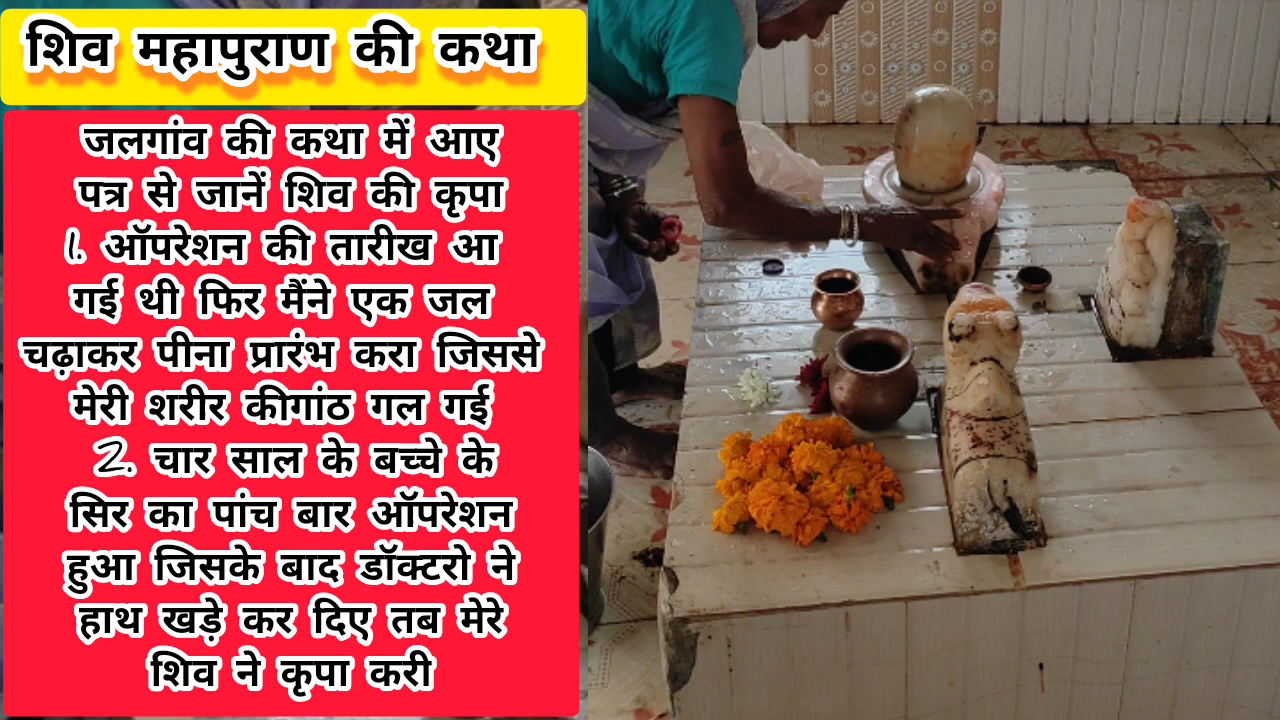 शिव महापुराण की कथा
जलगांव की कथा में आए
पत्र से जानें शिव की कृपा
1. ऑपरेशन की तारीख आ
गई थी फिर मैंने एक जल
चढ़ाकर पीना प्रारंभ करा जिससे
मेरी शरीर कीगांठ गल गई
2. चार साल के बच्चे के
सिर का पांच बार ऑपरेशन
हुआ जिसके बाद डॉक्टरो ने
हाथ खड़े कर दिए तब मेरे
शिव ने कृपा करी